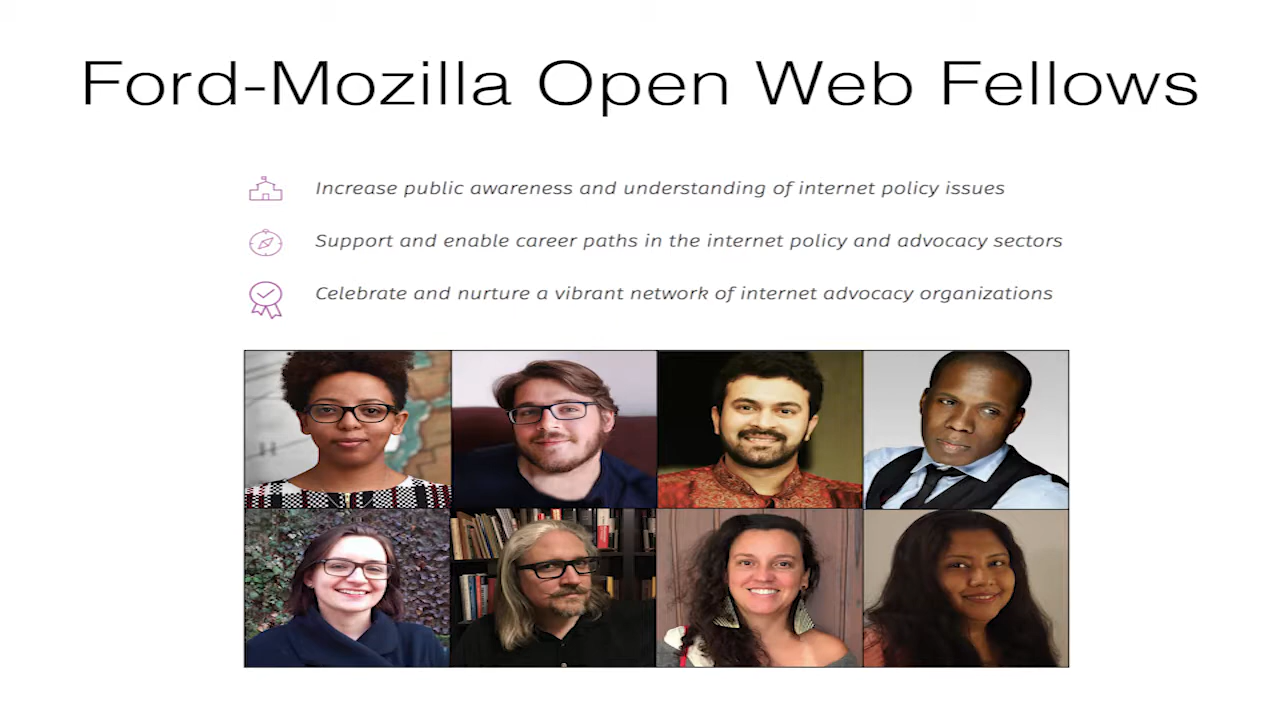 Ford-Mozilla Open Web Fellows
Increase public awareness and understanding of internet policy issues
Support and enable career paths in the internet policy and advocacy sectors
Celebrate and nurture a vibrant network of internet advocacy organizations